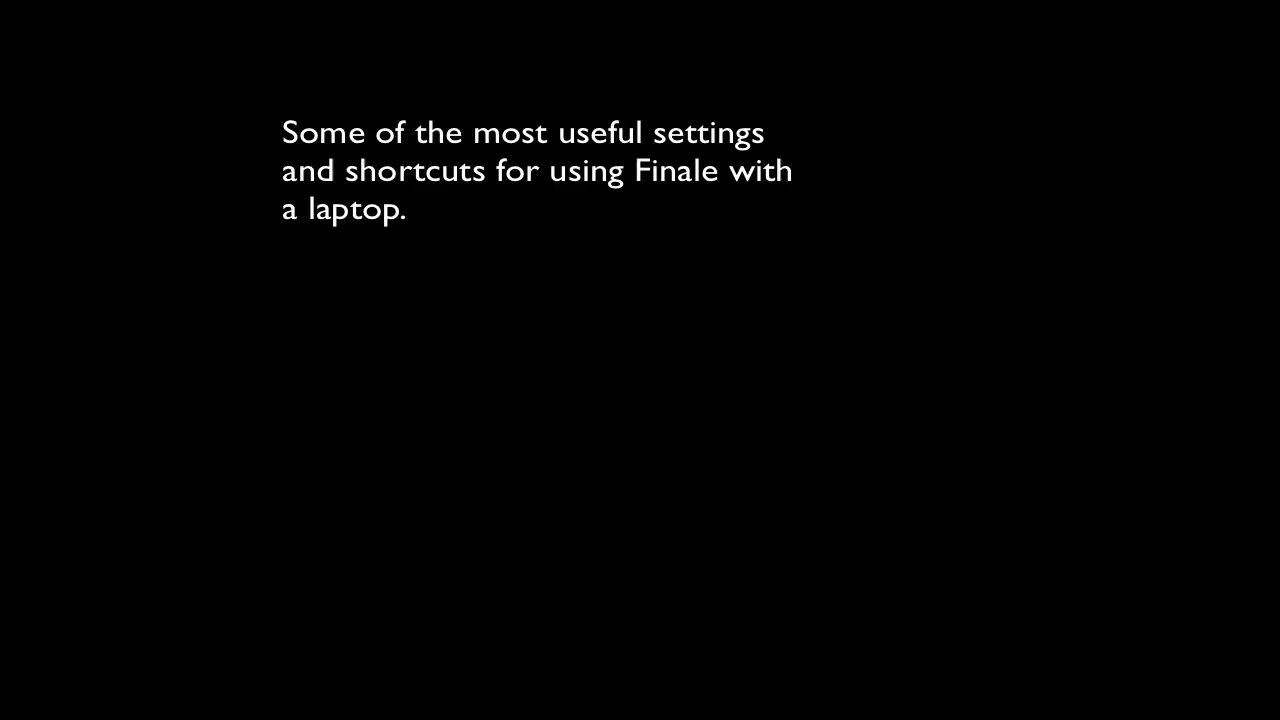 Some of the most useful settings
and shortcuts for using Finale with
a laptop.